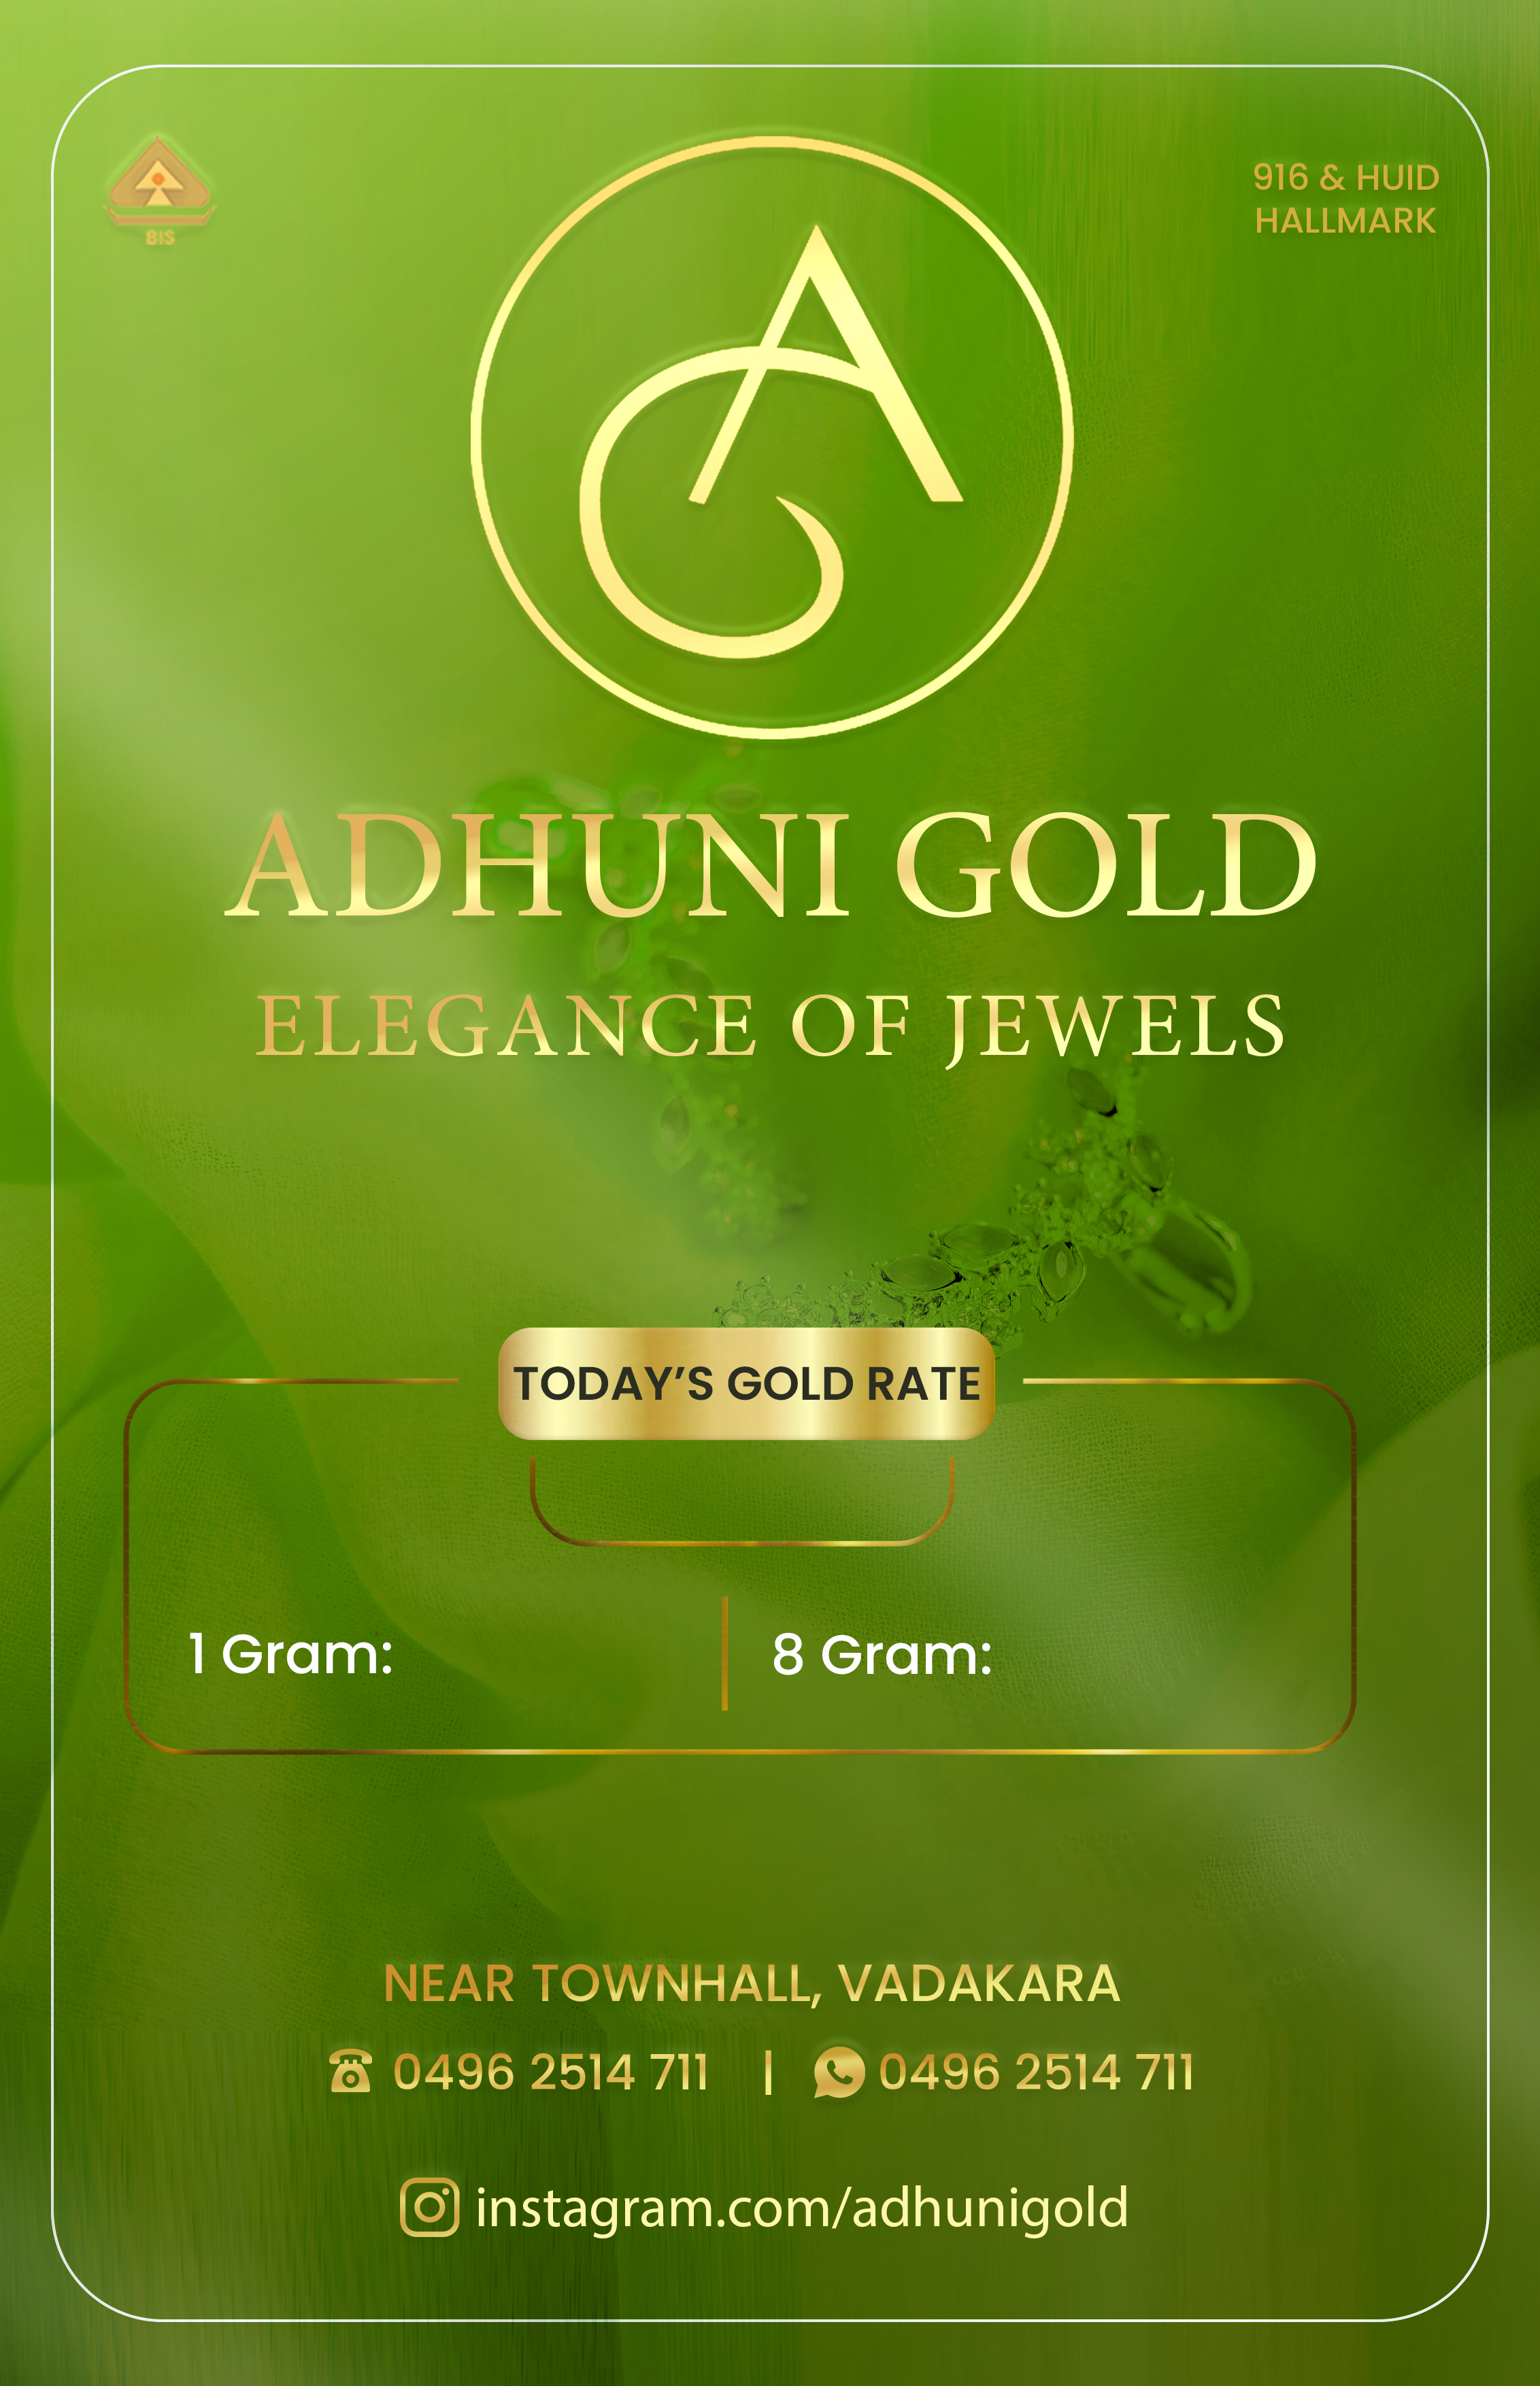 BIS
916 & HUID
HALLMARK
ADHUNI GOLD
ELEGANCE OF JEWELS
TODAY’S GOLD RATE
1 Gram:
8 Gram:
NEAR TOWNHALL, VADAKARA
0496 2514 711 | 0496 2514 711
instagram.com/adhunigold